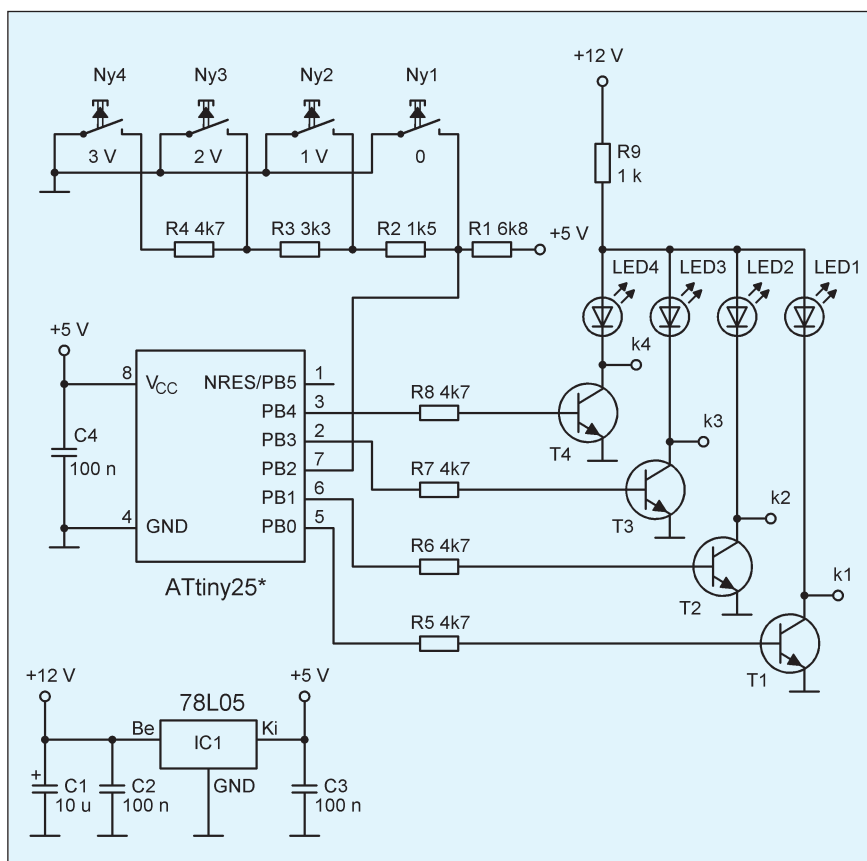 Ny4 Ny3 Ny2 Ny1
+12 V
3 V 2 V 1 V 0
R9
1 k
R4 4k7 R3 3k3 R2 1k5 R1 6k8
+5 V
LED4 LED3 LED2 LED1
+5 V
8
VCC
NRES/PB5 1
PB4 3
PB3 2
PB2 7
PB1 6
PB0 5
4
GND
C4
100 n
ATtiny25*
R8 4k7
R7 4k7
R6 4k7
R5 4k7
k4
T4
k3
T3
k2
T2
k1
T1
+12 V
+5 V
78L05
Be
IC1
Ki
GND
+
C1
10 u
C2
100 n
C3
100 n